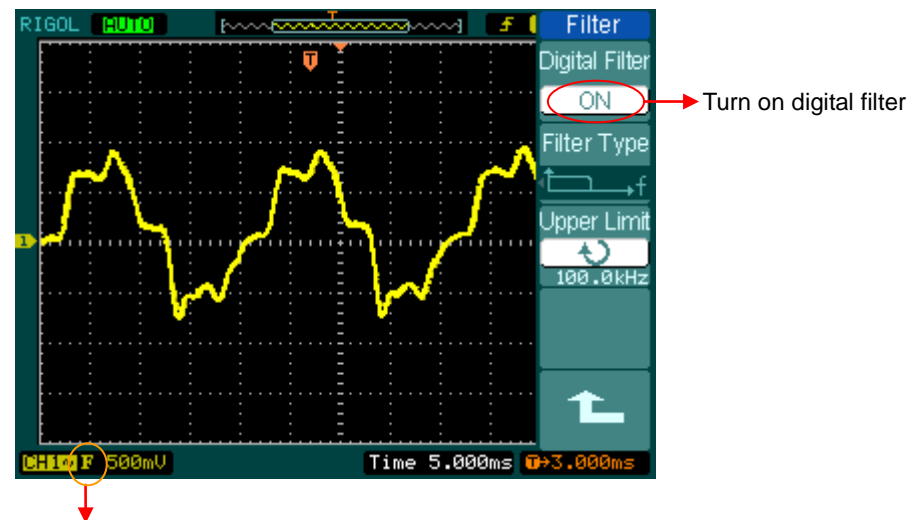 RIGOL AUTO T f Filter
T
Digital Filter
ON
Turn on digital filter
Filter Type
f
Upper Limit
1
100.0kHz
CH1 F 500mV Time 5.000ms T→3.000ms